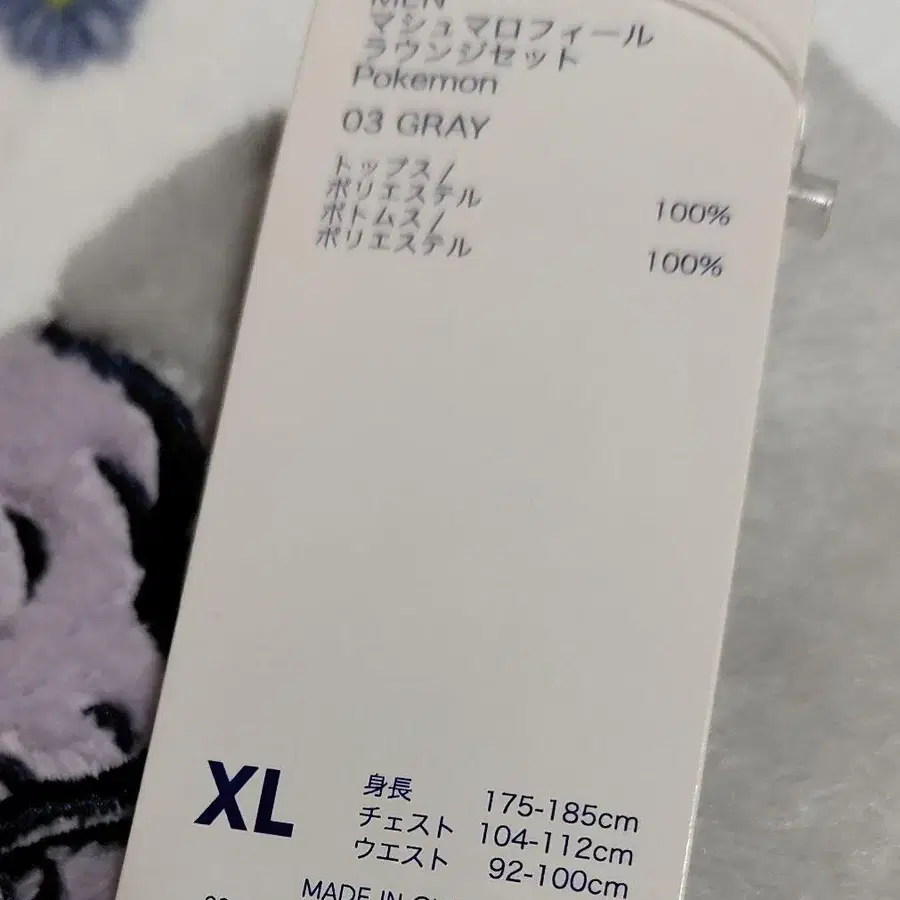 MEN
マシュマロフィール
ラウンジセット
Pokemon
03 GRAY
トップス/
ポリエステル 100%
ボトムス/
ポリエステル 100%
XL
身長 175-185cm
チェスト 104-112cm
ウエスト 92-100cm
MADE IN